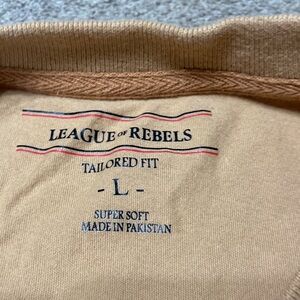 LEAGUE OF REBELS
TAILORED FIT
- L -
SUPER SOFT
MADE IN PAKISTAN